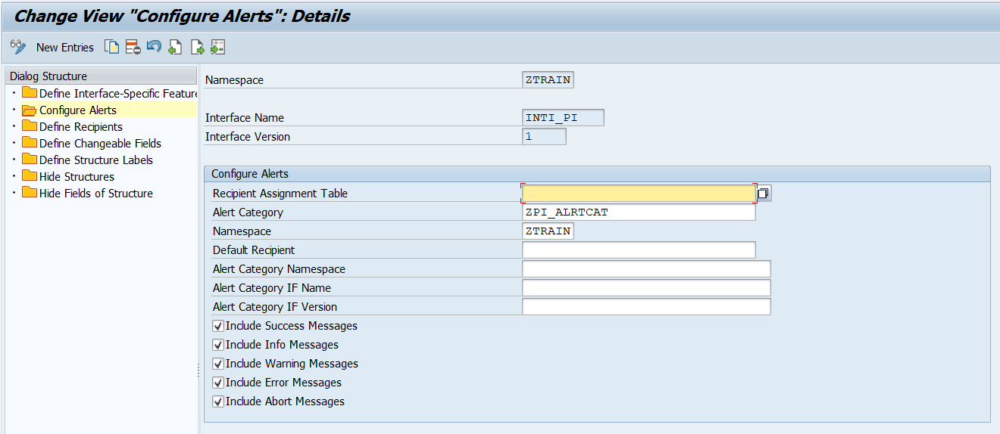 Change View "Configure Alerts": Details
New Entries
Dialog Structure
Define Interface-Specific Feature
Configure Alerts
Define Recipients
Define Changeable Fields
Define Structure Labels
Hide Structures
Hide Fields of Structure
Namespace ZTRAIN
Interface Name INTI_PI
Interface Version 1
Configure Alerts
Recipient Assignment Table
Alert Category ZPI_ALRTCAT
Namespace ZTRAIN
Default Recipient
Alert Category Namespace
Alert Category IF Name
Alert Category IF Version
Include Success Messages
Include Info Messages
Include Warning Messages
Include Error Messages
Include Abort Messages